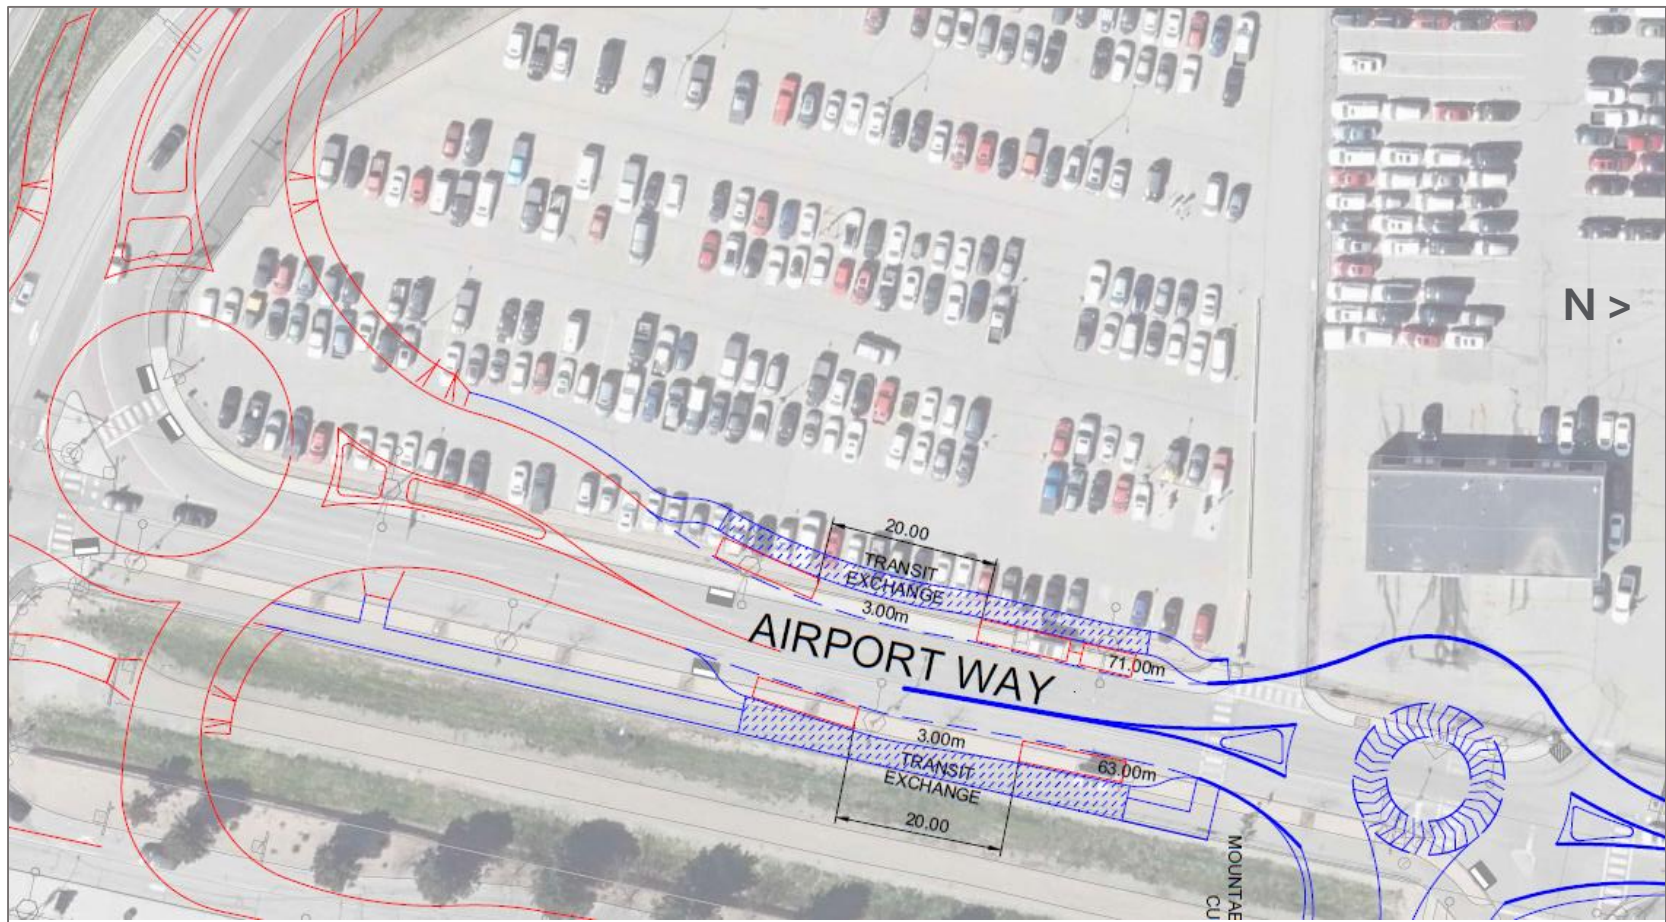 N >
20.00
TRANSIT
EXCHANGE
3.00m
AIRPORT WAY
71.00m
3.00m
63.00m
TRANSIT
EXCHANGE
20.00
MOUNTAB
CU